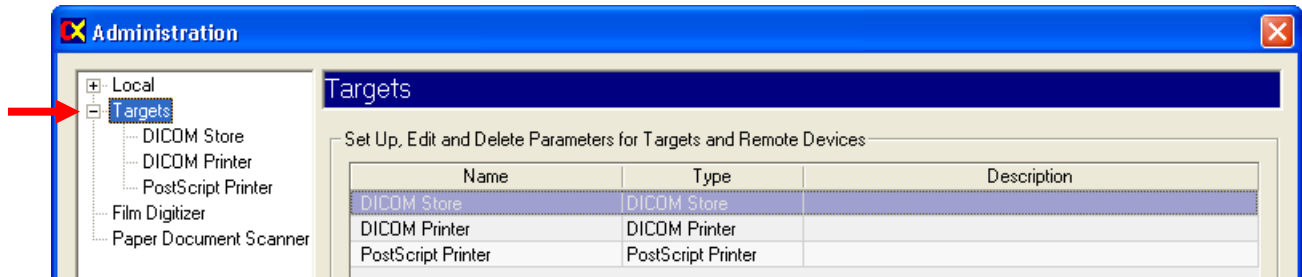 Administration
Local
Targets
DICOM Store
DICOM Printer
PostScript Printer
Film Digitizer
Paper Document Scanner
Targets
Set Up, Edit and Delete Parameters for Targets and Remote Devices
Name Type Description
DICOM Store DICOM Store
DICOM Printer DICOM Printer
PostScript Printer PostScript Printer